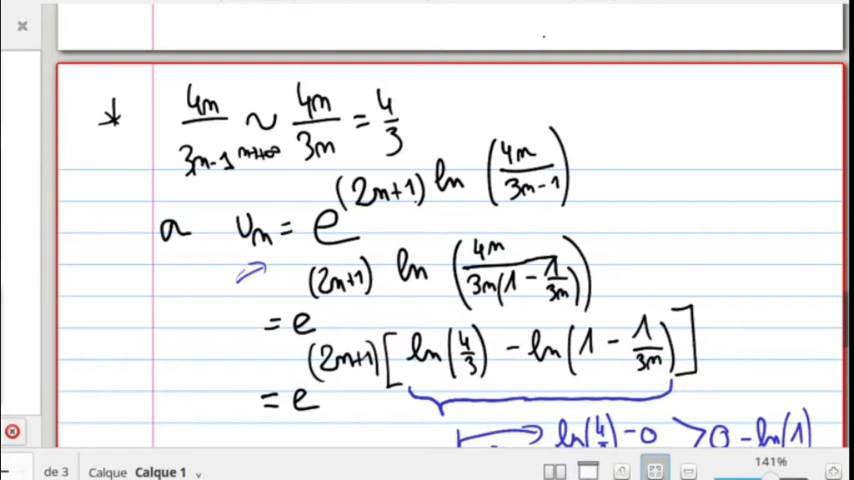 ↓ 4n/(3n-1) ~ 4n/3n = 4/3
n→+∞
or u_n = e^((2n+1) ln (4n/(3n-1)))
= e^((2n+1) ln (4n/(3n(1 - 1/3n))))
= e^((2n+1)[ln(4/3) - ln(1 - 1/3n)])
→ ln(4/3) - 0 > 0 - ln(1)
de 3 Calque Calque 1 141%